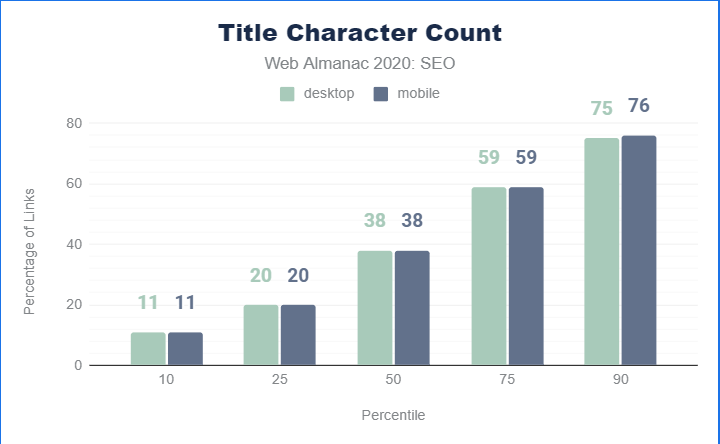 Title Character Count
Web Almanac 2020: SEO
desktop mobile
75 76
80
59 59
60
38 38
40
20 20
20
11 11
0
10 25 50 75 90
Percentile
Percentage of Links